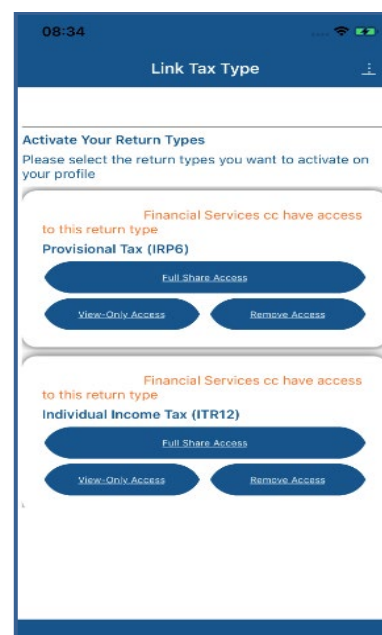 08:34
Link Tax Type
Activate Your Return Types
Please select the return types you want to activate on
your profile
Financial Services cc have access
to this return type
Provisional Tax (IRP6)
Full Share Access
View-Only Access
Remove Access
Financial Services cc have access
to this return type
Individual Income Tax (ITR12)
Full Share Access
View-Only Access
Remove Access